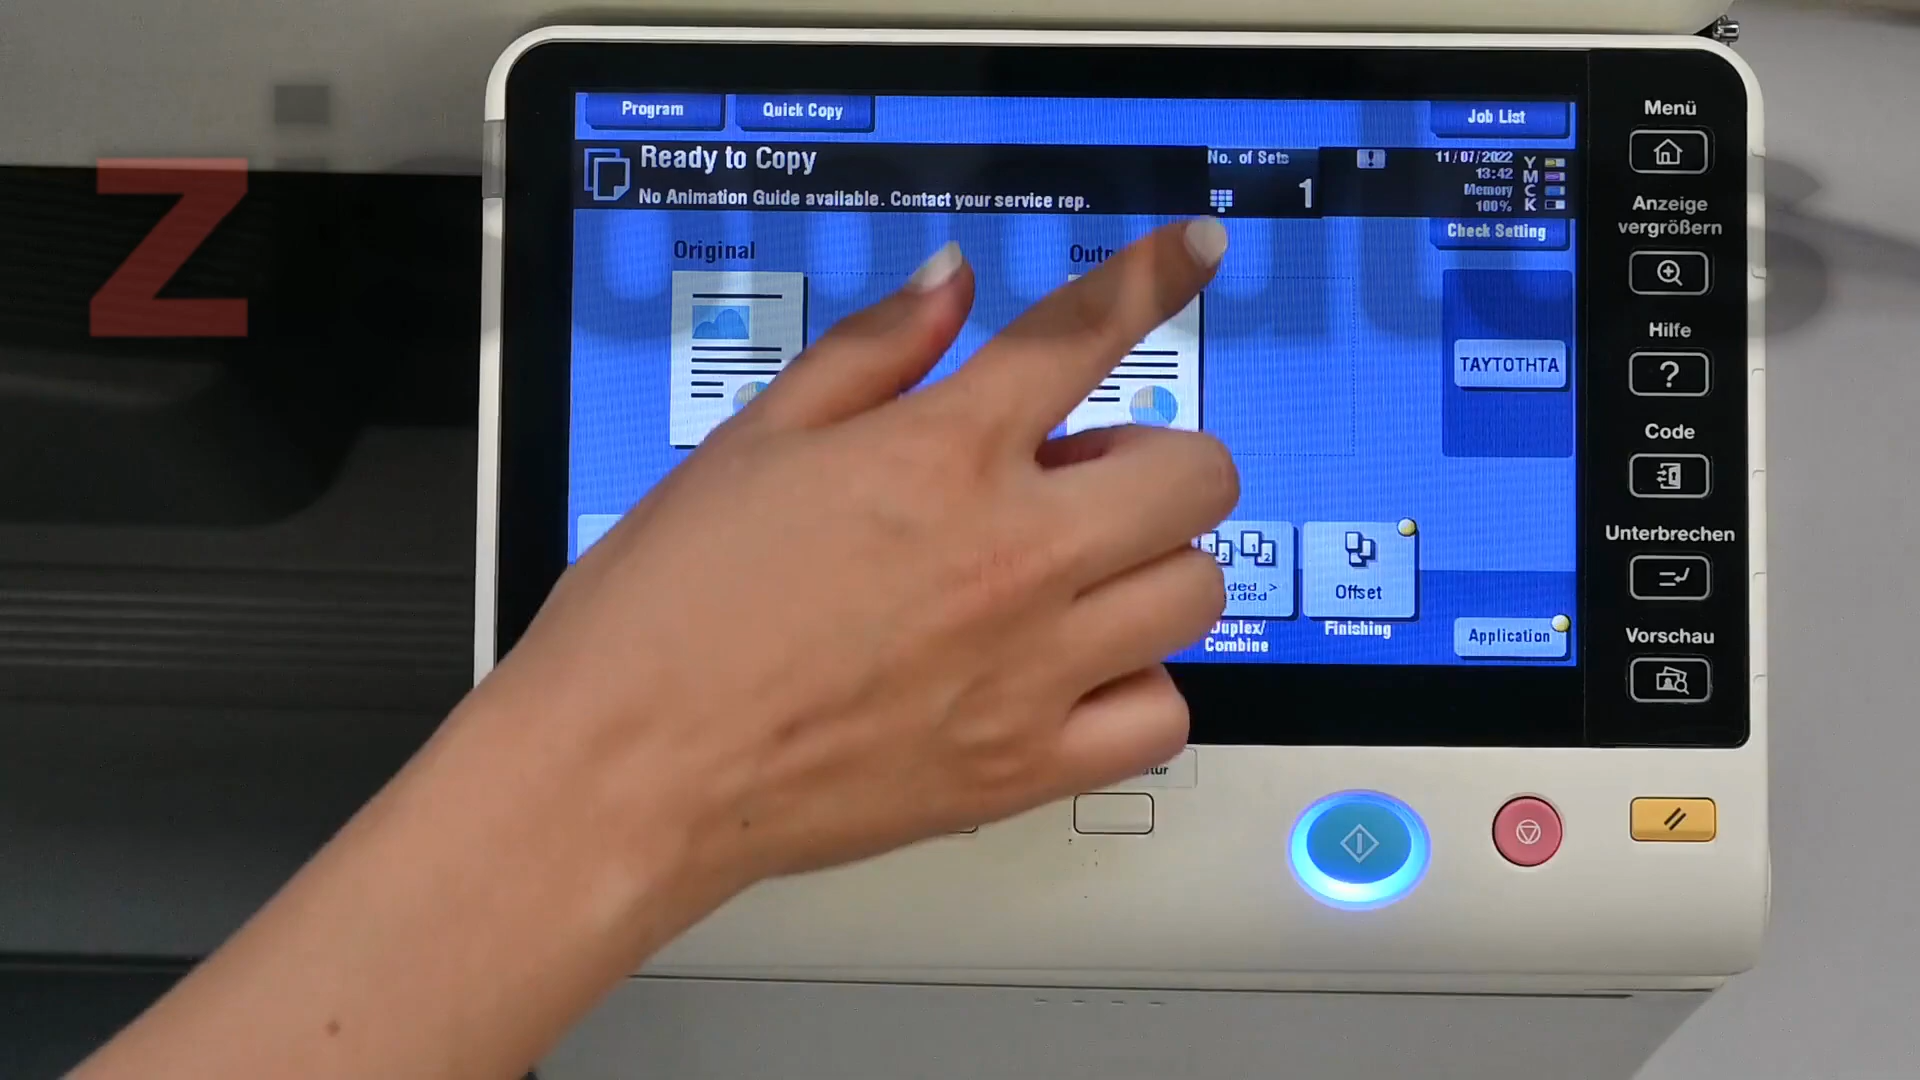 Program
Quick Copy
Job List
Ready to Copy
No. of Sets
11/07/2022
13:42
Memory
100%
Y
M
C
K
No Animation Guide available. Contact your service rep.
1
Check Setting
Original
TAYTOTHTA
Offset
Duplex/
Combine
Finishing
Application
Menü
Anzeige
vergrößern
Hilfe
Code
Unterbrechen
Vorschau